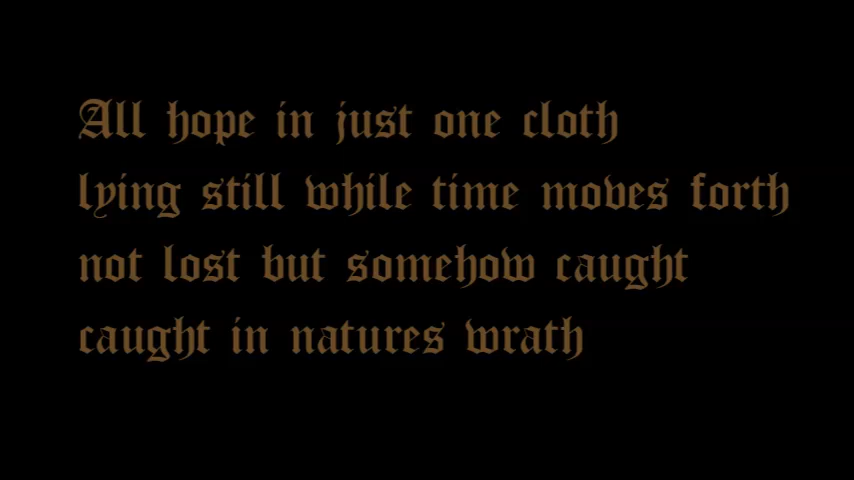 All hope in just one cloth
lying still while time moves forth
not lost but somehow caught
caught in natures wrath